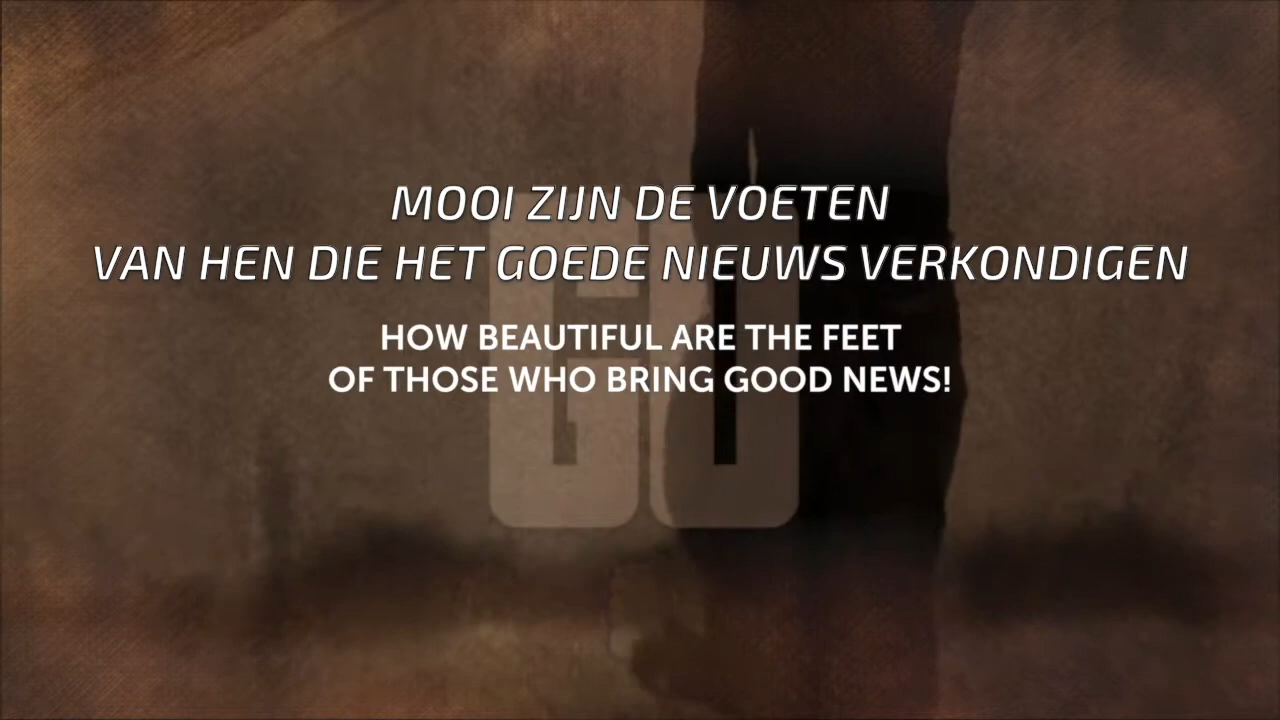 MOOI ZIJN DE VOETEN
VAN HEN DIE HET GOEDE NIEUWS VERKONDIGEN
HOW BEAUTIFUL ARE THE FEET
OF THOSE WHO BRING GOOD NEWS!
GO